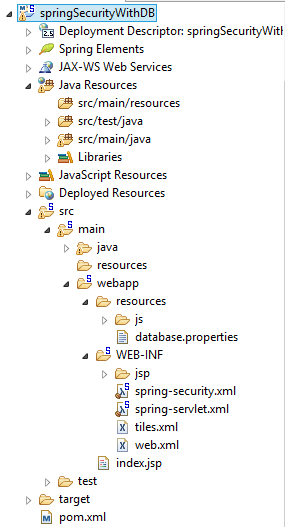 springSecurityWithDB
Deployment Descriptor: springSecurityWit
Spring Elements
JAX-WS Web Services
Java Resources
src/main/resources
src/test/java
src/main/java
Libraries
JavaScript Resources
Deployed Resources
src
main
java
resources
webapp
resources
js
database.properties
WEB-INF
jsp
spring-security.xml
spring-servlet.xml
tiles.xml
web.xml
index.jsp
test
target
pom.xml